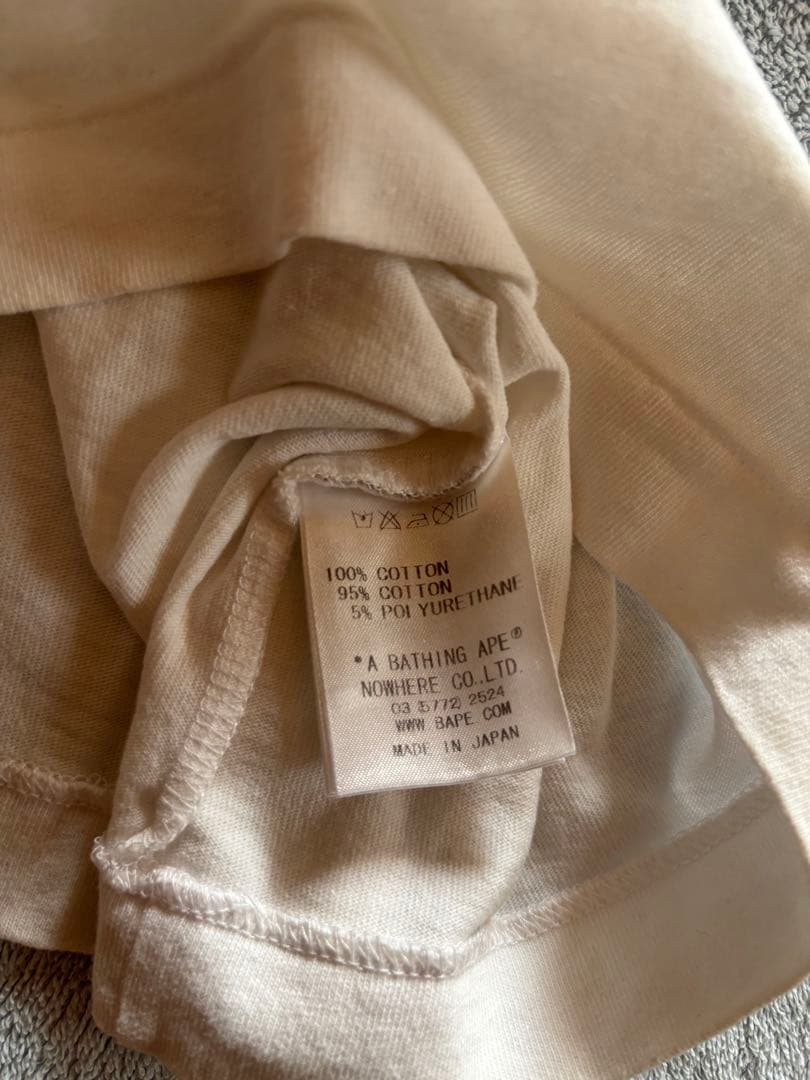 100% COTTON
95% COTTON
5% POLYURETHANE
*A BATHING APE®
NOWHERE CO.,LTD.
03 (5772) 2524
WWW BAPE COM
MADE IN JAPAN